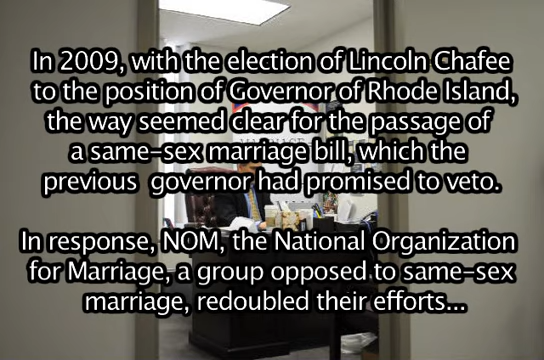 In 2009, with the election of Lincoln Chafee
to the position of Governor of Rhode Island,
the way seemed clear for the passage of
a same-sex marriage bill, which the
previous governor had promised to veto.
In response, NOM, the National Organization
for Marriage, a group opposed to same-sex
marriage, redoubled their efforts...